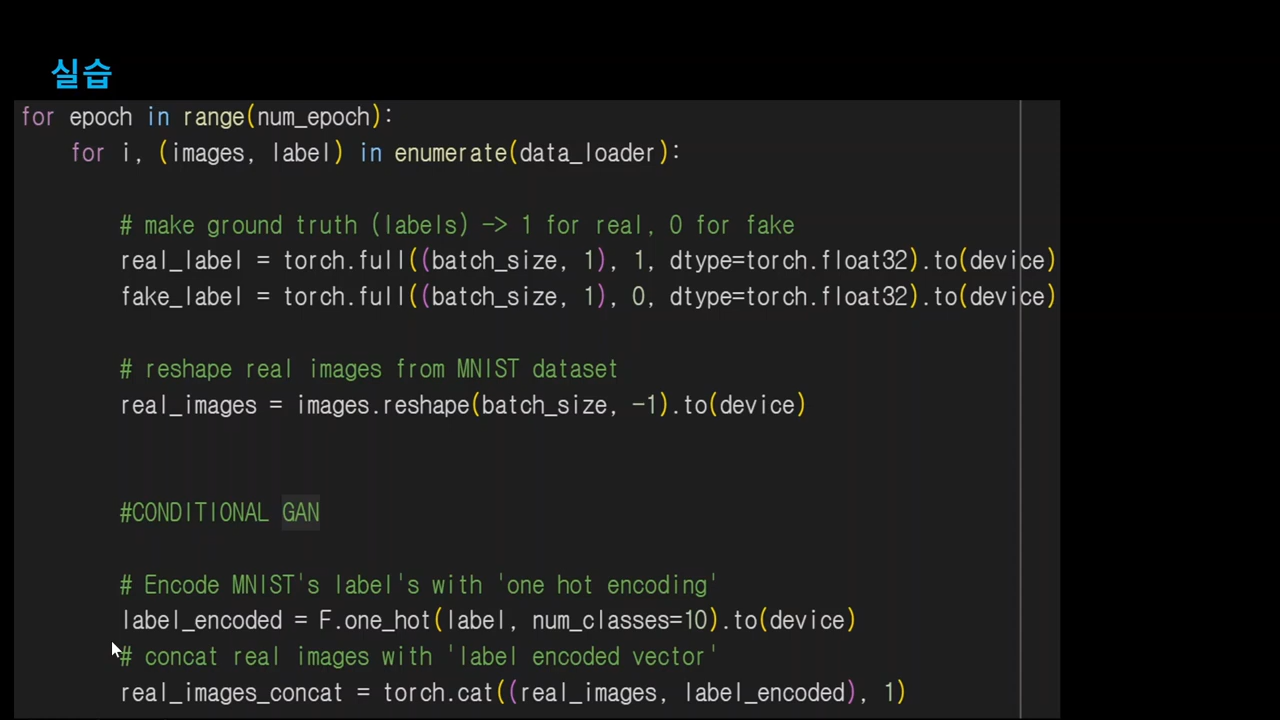 실습
for epoch in range(num_epoch):
for i, (images, label) in enumerate(data_loader):
# make ground truth (labels) -> 1 for real, 0 for fake
real_label = torch.full((batch_size, 1), 1, dtype=torch.float32).to(device)
fake_label = torch.full((batch_size, 1), 0, dtype=torch.float32).to(device)
# reshape real images from MNIST dataset
real_images = images.reshape(batch_size, -1).to(device)
#CONDITIONAL GAN
# Encode MNIST's label's with 'one hot encoding'
label_encoded = F.one_hot(label, num_classes=10).to(device)
# concat real images with 'label encoded vector'
real_images_concat = torch.cat((real_images, label_encoded), 1)